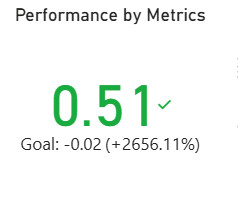 Performance by Metrics
0.51
Goal: -0.02 (+2656.11%)